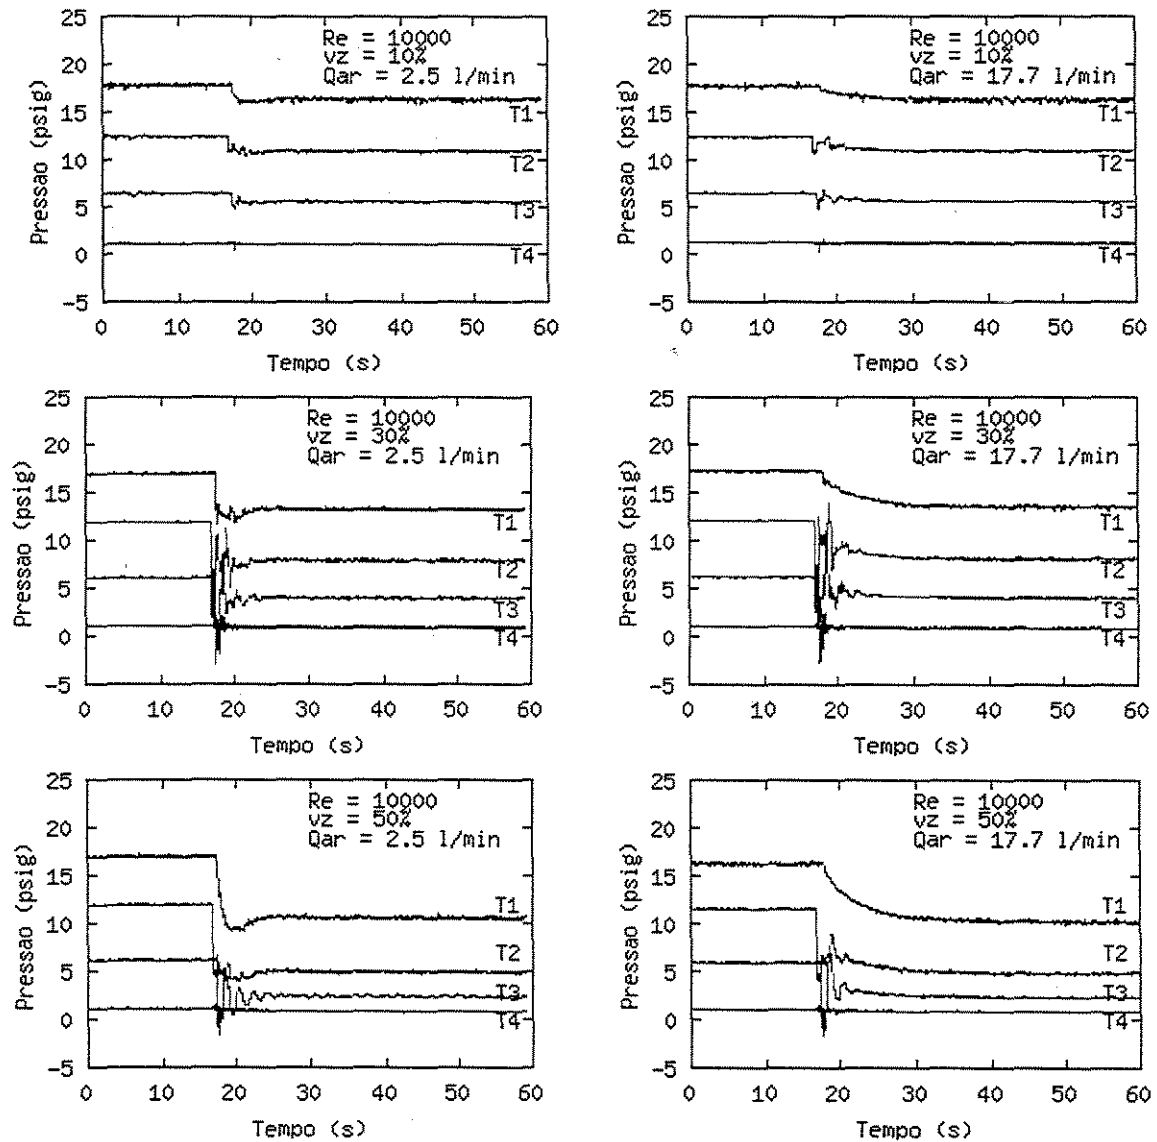 25
20
15
10
5
0
−5
Pressao (psig)
Re = 10000
vz = 10%
Qar = 2.5 l/min
T1
T2
T3
T4
0 10 20 30 40 50 60
Tempo (s)
25
20
15
10
5
0
−5
Pressao (psig)
Re = 10000
vz = 10%
Qar = 17.7 l/min
T1
T2
T3
T4
0 10 20 30 40 50 60
Tempo (s)
25
20
15
10
5
0
−5
Pressao (psig)
Re = 10000
vz = 30%
Qar = 2.5 l/min
T1
T2
T3
T4
0 10 20 30 40 50 60
Tempo (s)
25
20
15
10
5
0
−5
Pressao (psig)
Re = 10000
vz = 30%
Qar = 17.7 l/min
T1
T2
T3
T4
0 10 20 30 40 50 60
Tempo (s)
25
20
15
10
5
0
−5
Pressao (psig)
Re = 10000
vz = 50%
Qar = 2.5 l/min
T1
T2
T3
T4
0 10 20 30 40 50 60
Tempo (s)
25
20
15
10
5
0
−5
Pressao (psig)
Re = 10000
vz = 50%
Qar = 17.7 l/min
T1
T2
T3
T4
0 10 20 30 40 50 60
Tempo (s)